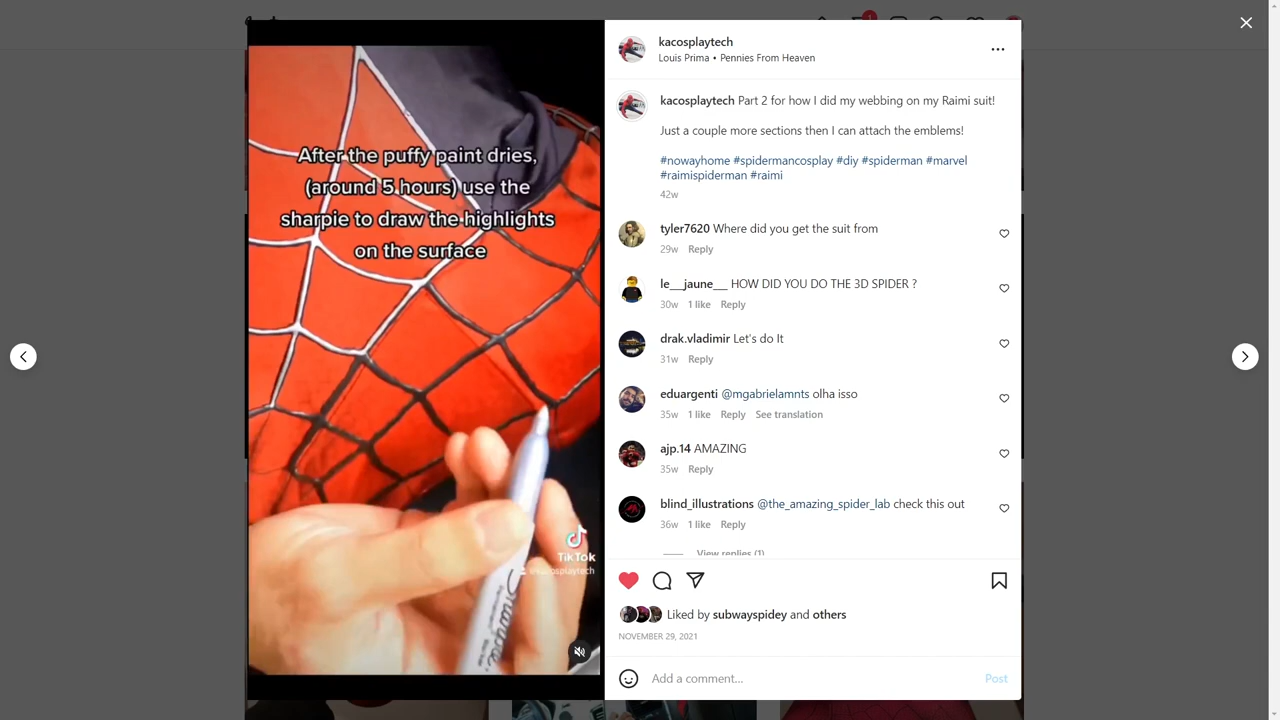 After the puffy paint dries,
(around 5 hours) use the
sharpie to draw the highlights
on the surface
TikTok
@kacosplaytech
Sharpie
kacosplaytech
Louis Prima • Pennies From Heaven
kacosplaytech Part 2 for how I did my webbing on my Raimi suit!
Just a couple more sections then I can attach the emblems!
#nowayhome #spidermancosplay #diy #spiderman #marvel
#raimispiderman #raimi
42w
tyler7620 Where did you get the suit from
29w Reply
le__jaune__ HOW DID YOU DO THE 3D SPIDER ?
30w 1 like Reply
drak.vladimir Let's do It
31w Reply
eduargenti @mgabrielamnts olha isso
35w 1 like Reply See translation
ajp.14 AMAZING
35w Reply
blind_illustrations @the_amazing_spider_lab check this out
36w 1 like Reply
View replies (1)
Liked by subwayspidey and others
NOVEMBER 29, 2021
Add a comment...
Post